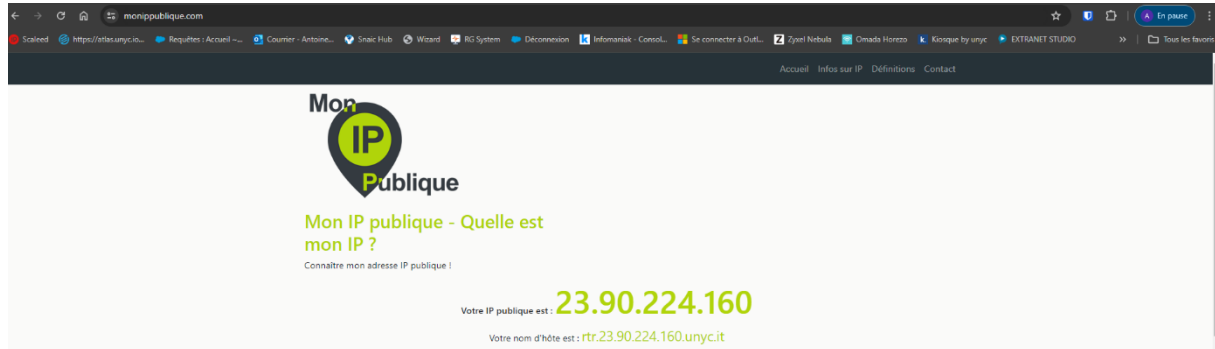 monippublique.com
En pause
Scaleed https://atlas.unyc.io... Requêtes : Accueil ~... Courrier - Antoine... Snaic Hub Wizard RG System Déconnexion Infomaniak - Consol... Se connecter à Outl... Zyxel Nebula Omada Horezo Kiosque by unyc EXTRANET STUDIO » Tous les favoris
Accueil Infos sur IP Définitions Contact
Mon
IP
Publique
Mon IP publique - Quelle est
mon IP ?
Connaître mon adresse IP publique !
Votre IP publique est : 23.90.224.160
Votre nom d'hôte est : rtr.23.90.224.160.unyc.it